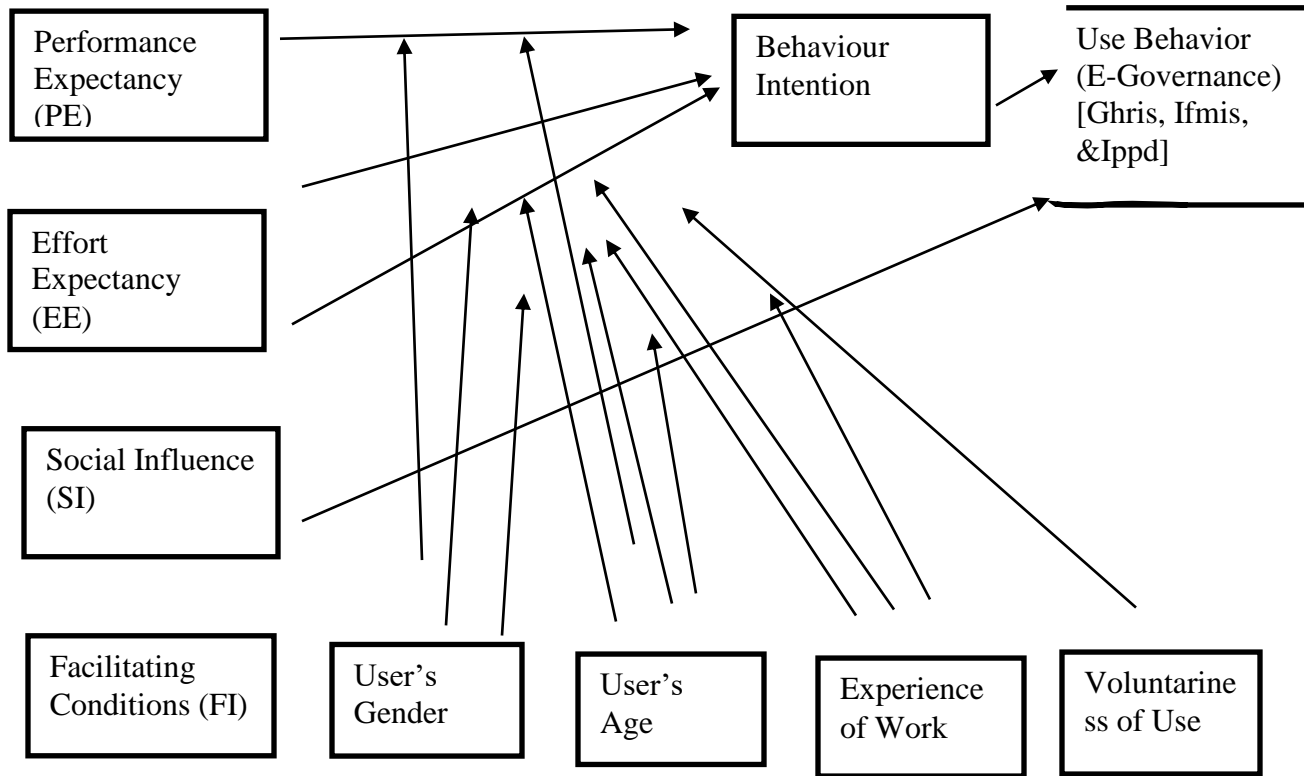 Performance
Expectancy
(PE)
Behaviour
Intention
Use Behavior
(E-Governance)
[Ghris, Ifmis,
&Ippd]
Effort
Expectancy
(EE)
Social Influence
(SI)
Facilitating
Conditions (FI)
User’s
Gender
User’s
Age
Experience
of Work
Voluntarine
ss of Use